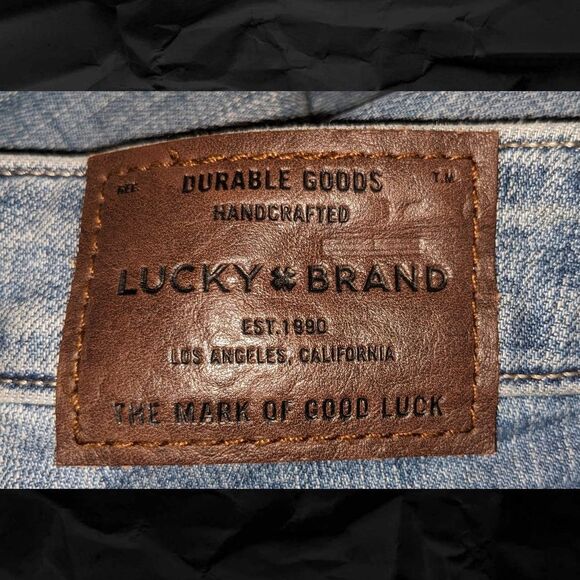 DURABLE GOODS T.M
HANDCRAFTED
LUCKY BRAND
EST.1990
LOS ANGELES, CALIFORNIA
THE MARK OF GOOD LUCK